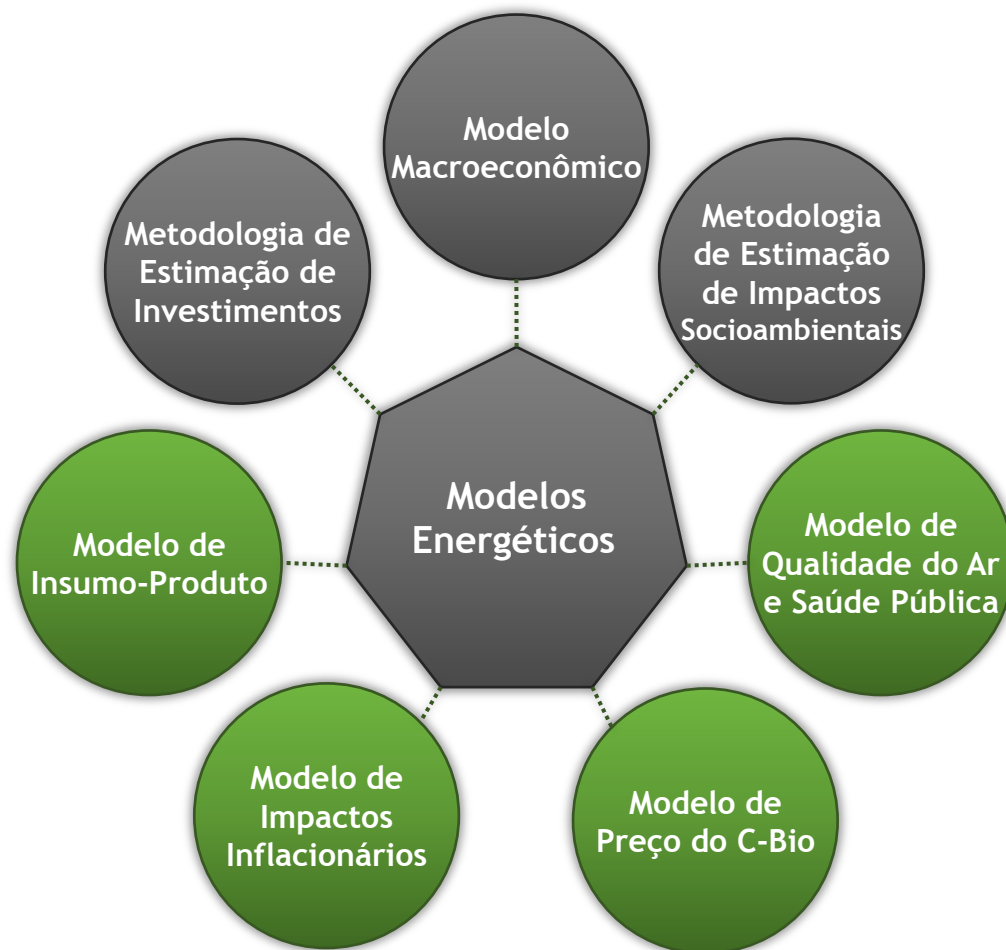 Modelo
Macroeconômico
Metodologia de
Estimação de
Investimentos
Metodologia
de Estimação
de Impactos
Socioambientais
Modelos
Energéticos
Modelo de
Insumo-Produto
Modelo de
Qualidade do Ar
e Saúde Pública
Modelo de
Impactos
Inflacionários
Modelo de
Preço do C-Bio